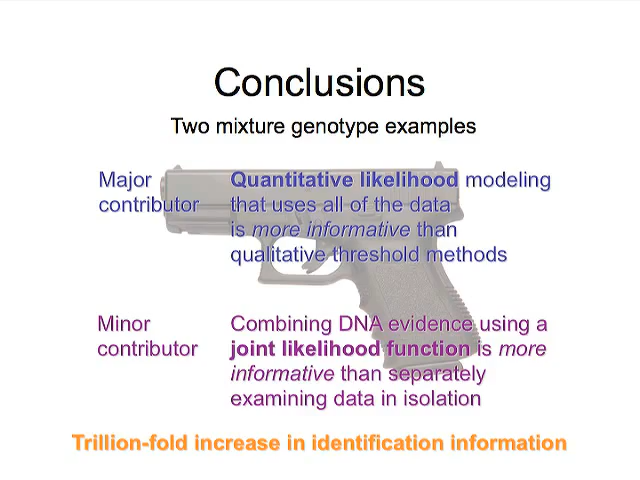 Conclusions
Two mixture genotype examples
Major contributor
Quantitative likelihood modeling
that uses all of the data
is more informative than
qualitative threshold methods
Minor contributor
Combining DNA evidence using a
joint likelihood function is more
informative than separately
examining data in isolation
Trillion-fold increase in identification information